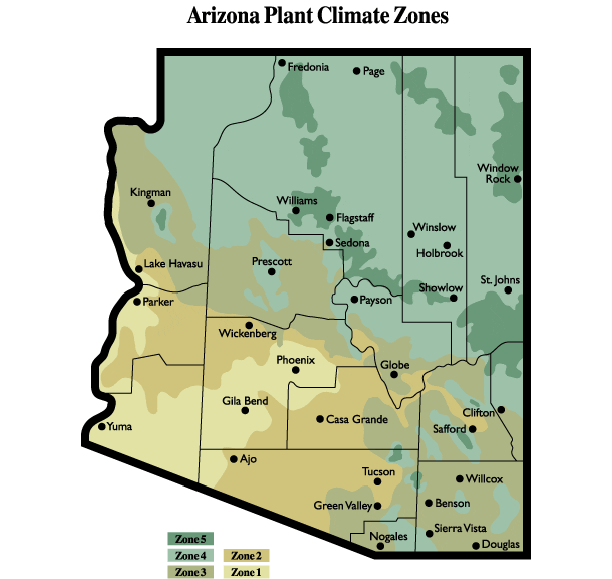 Arizona Plant Climate Zones
Fredonia
Page
Window
Rock
Kingman
Williams
Flagstaff
Winslow
Sedona
Holbrook
Lake Havasu
Prescott
St. Johns
Showlow
Parker
Payson
Wickenberg
Phoenix
Globe
Gila Bend
Clifton
Casa Grande
Yuma
Safford
Ajo
Tucson
Willcox
Green Valley
Benson
Sierra Vista
Nogales
Douglas
Zone 5
Zone 4
Zone 2
Zone 3
Zone 1